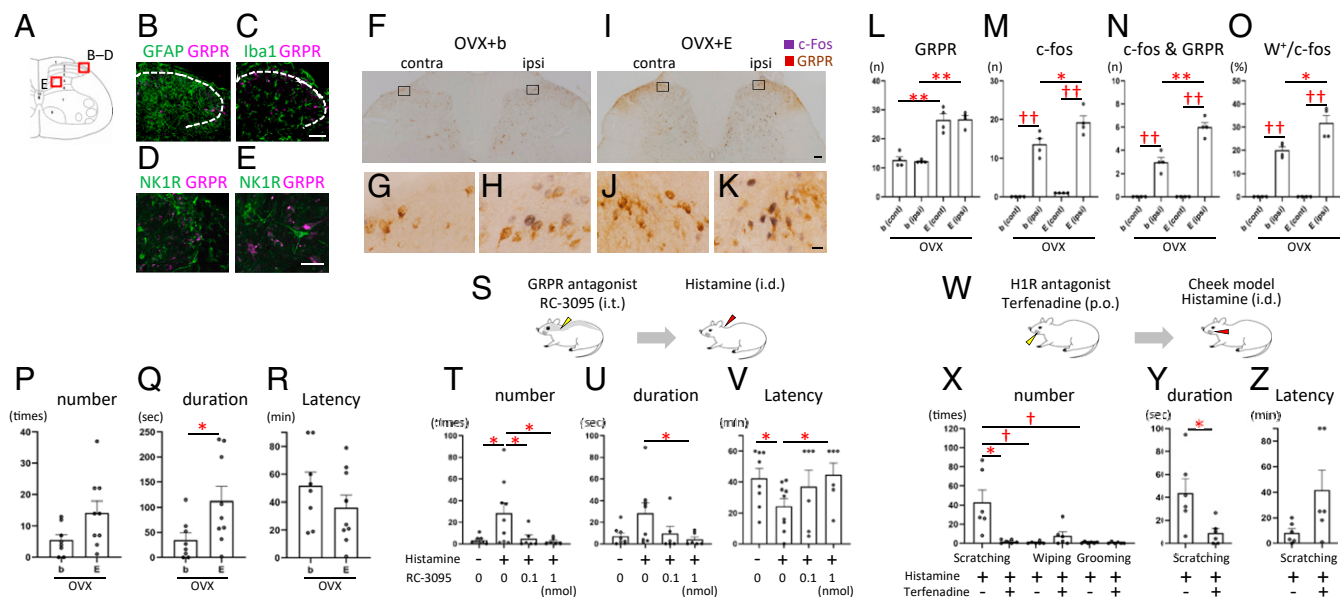 A
B–D
E
B
GFAP GRPR
C
Iba1 GRPR
D
NK1R GRPR
E
NK1R GRPR
F
OVX+b
contra ipsi
I
OVX+E
contra ipsi
c-Fos
GRPR
G
H
J
K
L
GRPR
(n)
**
**
40
30
20
10
0
b (cont)
b (ipsi)
E (cont)
E (ipsi)
OVX
M
c-fos
(n)
*
††
††
30
20
10
0
b (cont)
b (ipsi)
E (cont)
E (ipsi)
OVX
N
c-fos & GRPR
(n)
**
††
††
10
8
6
4
2
0
b (cont)
b (ipsi)
E (cont)
E (ipsi)
OVX
O
W⁺/c-fos
(%)
*
††
††
50
40
30
20
10
0
b (cont)
b (ipsi)
E (cont)
E (ipsi)
OVX
P
number
(times)
50
40
30
20
10
0
b E
OVX
Q
duration
(sec)
*
250
200
150
100
50
0
b E
OVX
R
Latency
(min)
100
80
60
40
20
0
b E
OVX
S
GRPR antagonist
RC-3095 (i.t.)
Histamine (i.d.)
T
number
(times)
* * *
100
80
60
40
20
0
Histamine - + + +
RC-3095 0 0 0.1 1
(nmol)
U
duration
(sec)
*
100
80
60
40
20
0
- + + +
0 0 0.1 1
(nmol)
V
Latency
(min)
* *
80
60
40
20
0
- + + +
0 0 0.1 1
(nmol)
W
H1R antagonist
Terfenadine (p.o.)
Cheek model
Histamine (i.d.)
X
number
(times)
†
†
*
120
100
80
60
40
20
0
Scratching Wiping Grooming
Histamine + + + + + +
Terfenadine - + - + - +
Y
duration
(sec)
*
100
80
60
40
20
0
Scratching
+ +
- +
Z
Latency
(min)
100
80
60
40
20
0
Scratching
+ +
- +